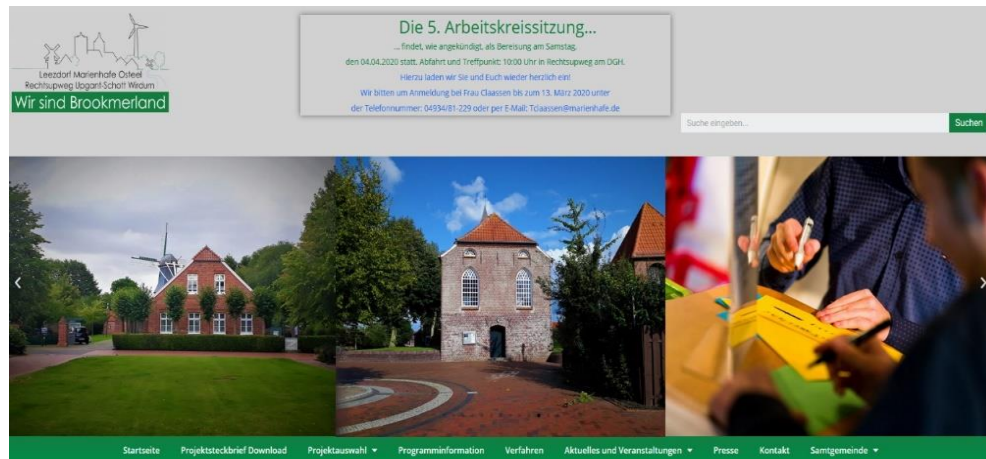 Leezdorf Marienhafe Osteel
Rechtsupweg Upgant-Schott Wirdum
Wir sind Brookmerland
Die 5. Arbeitskreissitzung...
... findet, wie angekündigt, als Bereisung am Samstag,
den 04.04.2020 statt. Abfahrt und Treffpunkt: 10:00 Uhr in Rechtsupweg am DGH.
Hierzu laden wir Sie und Euch wieder herzlich ein!
Wir bitten um Anmeldung bei Frau Claassen bis zum 13. März 2020 unter
der Telefonnummer: 04934/81-229 oder per E-Mail: Tclaassen@marienhafe.de
Suche eingeben... Suchen
Startseite Projektsteckbrief Download Projektauswahl Programminformation Verfahren Aktuelles und Veranstaltungen Presse Kontakt Samtgemeinde